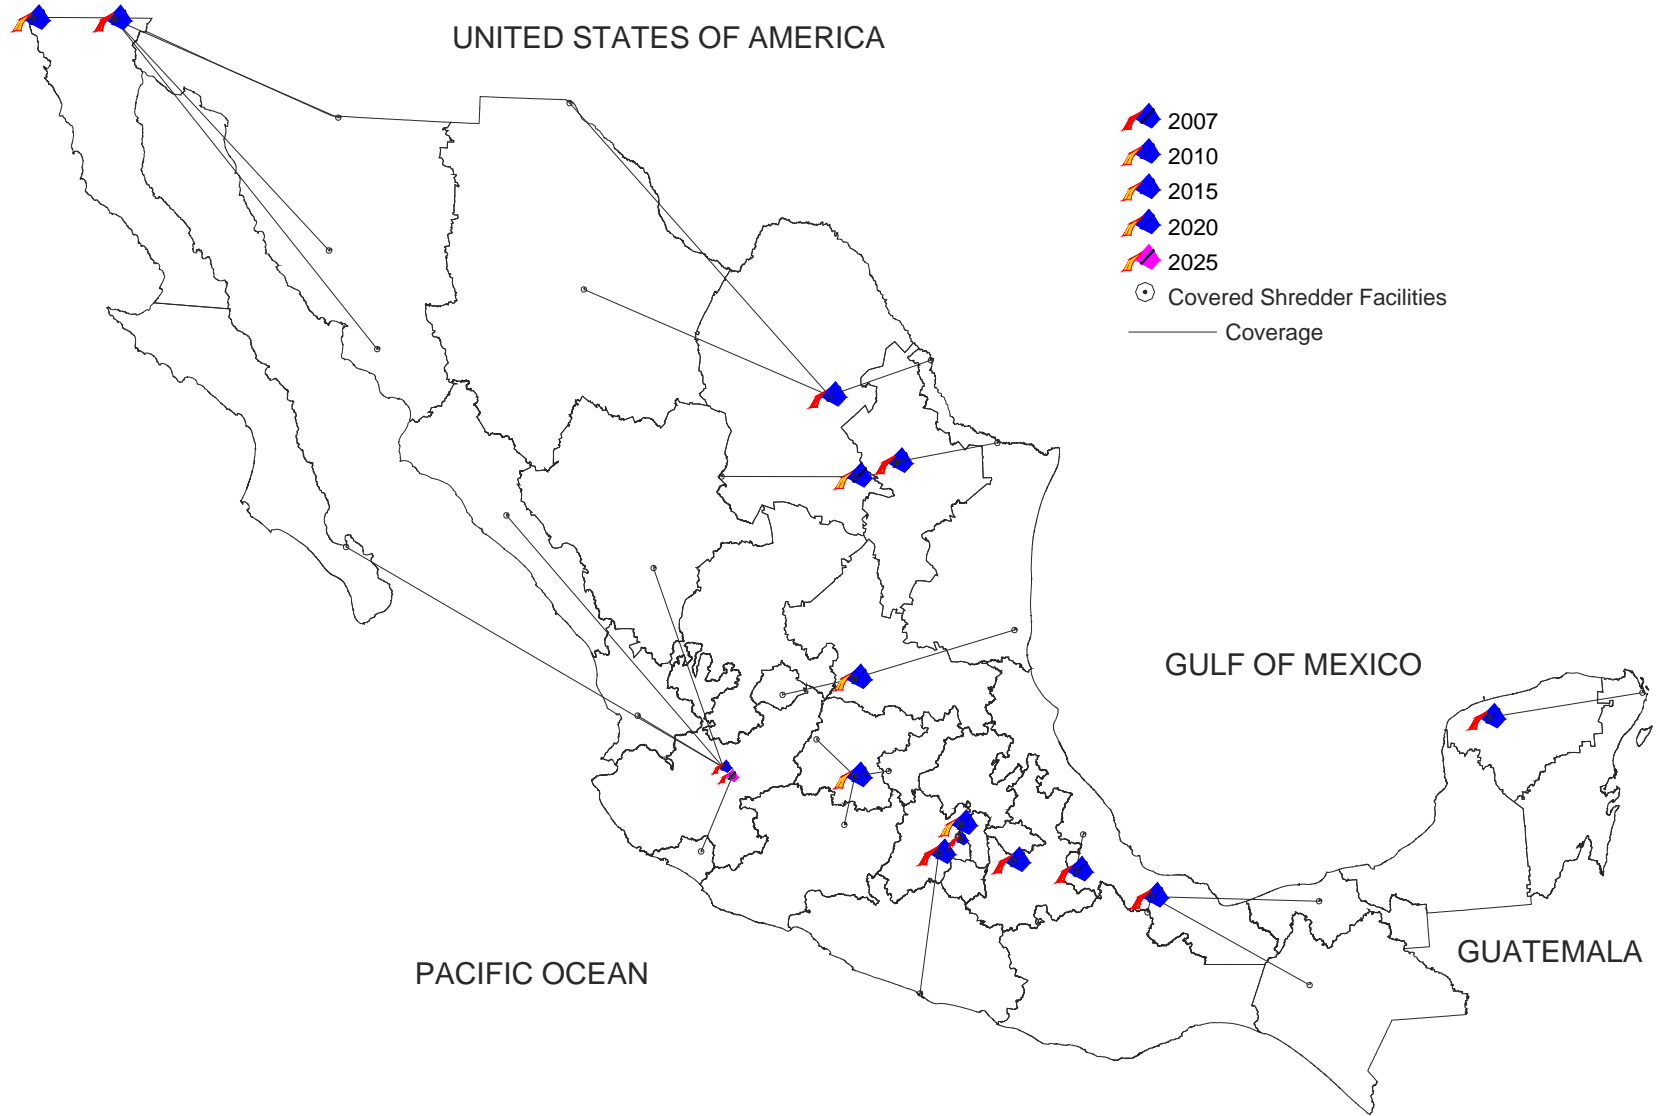 UNITED STATES OF AMERICA
2007
2010
2015
2020
2025
Covered Shredder Facilities
Coverage
GULF OF MEXICO
GUATEMALA
PACIFIC OCEAN